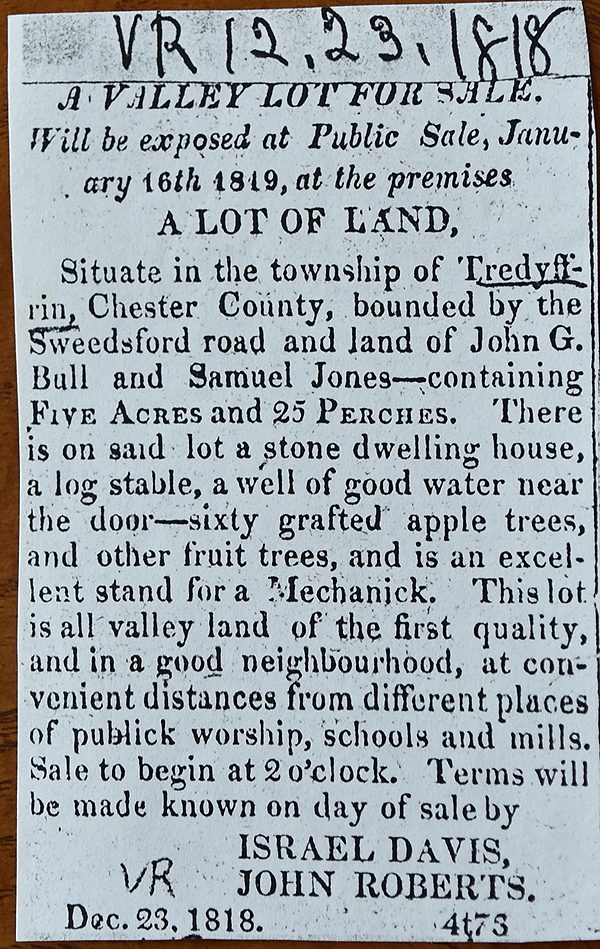 VR 12.23.1818
A VALLEY LOT FOR SALE.
Will be exposed at Public Sale, Janu-
ary 16th 1819, at the premises
A LOT OF LAND,
Situate in the township of Tredyff-
rin, Chester County, bounded by the
Sweedsford road and land of John G.
Bull and Samuel Jones—containing
FIVE ACRES and 25 PERCHES. There
is on said lot a stone dwelling house,
a log stable, a well of good water near
the door—sixty grafted apple trees,
and other fruit trees, and is an excel-
lent stand for a Mechanick. This lot
is all valley land of the first quality,
and in a good neighbourhood, at con-
venient distances from different places
of publick worship, schools and mills.
Sale to begin at 2 o'clock. Terms will
be made known on day of sale by
ISRAEL DAVIS,
VR JOHN ROBERTS.
Dec. 23, 1818. 4t73